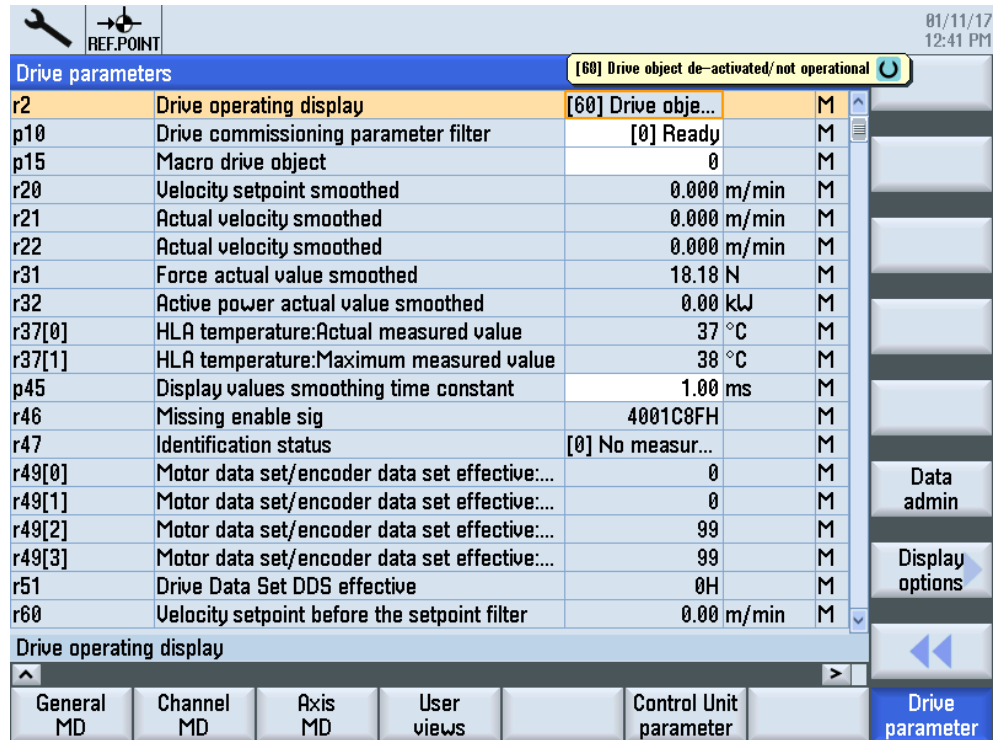 REF.POINT
01/11/17
12:41 PM
Drive parameters
[60] Drive object de-activated/not operational
r2 Drive operating display [60] Drive obje... M
p10 Drive commissioning parameter filter [0] Ready M
p15 Macro drive object 0 M
r20 Velocity setpoint smoothed 0.000 m/min M
r21 Actual velocity smoothed 0.000 m/min M
r22 Actual velocity smoothed 0.000 m/min M
r31 Force actual value smoothed 18.18 N M
r32 Active power actual value smoothed 0.00 kW M
r37[0] HLA temperature:Actual measured value 37 °C M
r37[1] HLA temperature:Maximum measured value 38 °C M
p45 Display values smoothing time constant 1.00 ms M
r46 Missing enable sig 4001C8FH M
r47 Identification status [0] No measur... M
r49[0] Motor data set/encoder data set effective:... 0 M
r49[1] Motor data set/encoder data set effective:... 0 M
r49[2] Motor data set/encoder data set effective:... 99 M
r49[3] Motor data set/encoder data set effective:... 99 M
r51 Drive Data Set DDS effective 0H M
r60 Velocity setpoint before the setpoint filter 0.00 m/min M
Drive operating display
Data
admin
Display
options
General
MD
Channel
MD
Axis
MD
User
views
Control Unit
parameter
Drive
parameter